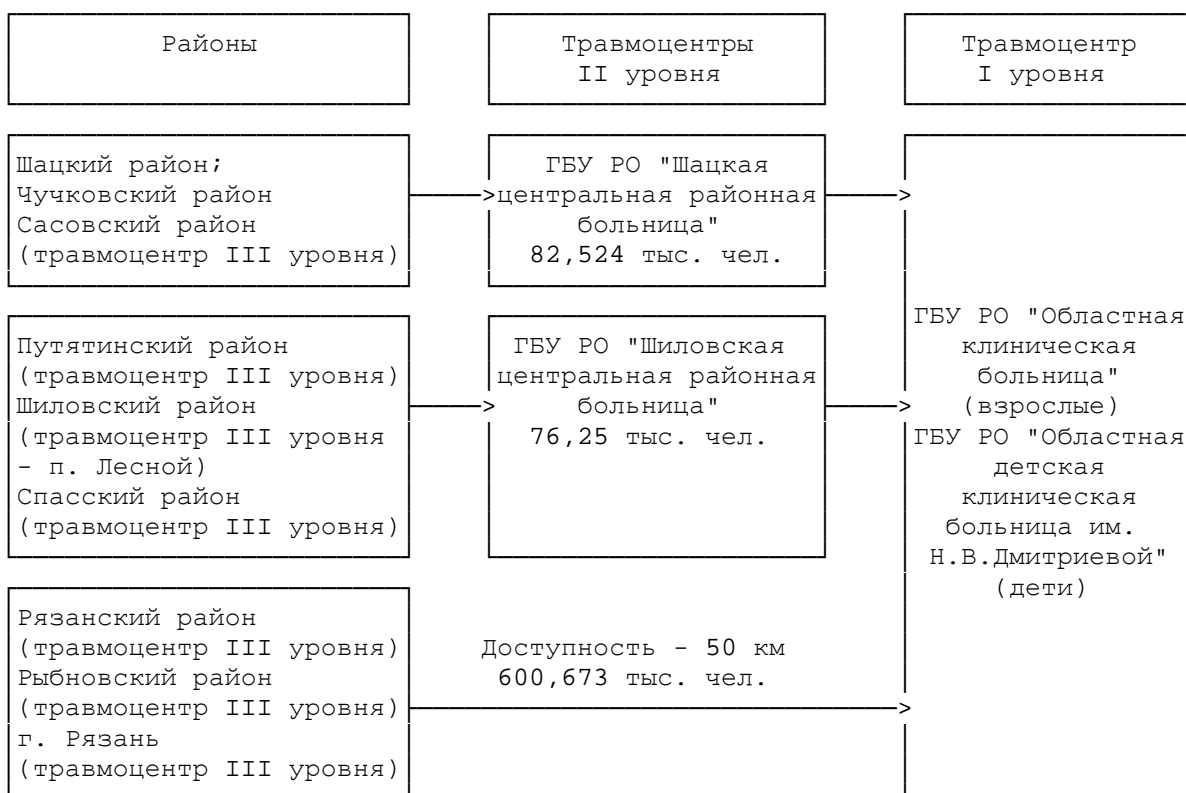 Районы
Травмоцентры
II уровня
Травмоцентр
I уровня
Шацкий район;
Чучковский район
Сасовский район
(травмоцентр III уровня)
ГБУ РО "Шацкая
центральная районная
больница"
82,524 тыс. чел.
Путятинский район
(травмоцентр III уровня)
Шиловский район
(травмоцентр III уровня
- п. Лесной)
Спасский район
(травмоцентр III уровня)
ГБУ РО "Шиловская
центральная районная
больница"
76,25 тыс. чел.
Рязанский район
(травмоцентр III уровня)
Рыбновский район
(травмоцентр III уровня)
г. Рязань
(травмоцентр III уровня)
Доступность - 50 км
600,673 тыс. чел.
ГБУ РО "Областная
клиническая
больница"
(взрослые)
ГБУ РО "Областная
детская
клиническая
больница им.
Н.В.Дмитриевой"
(дети)